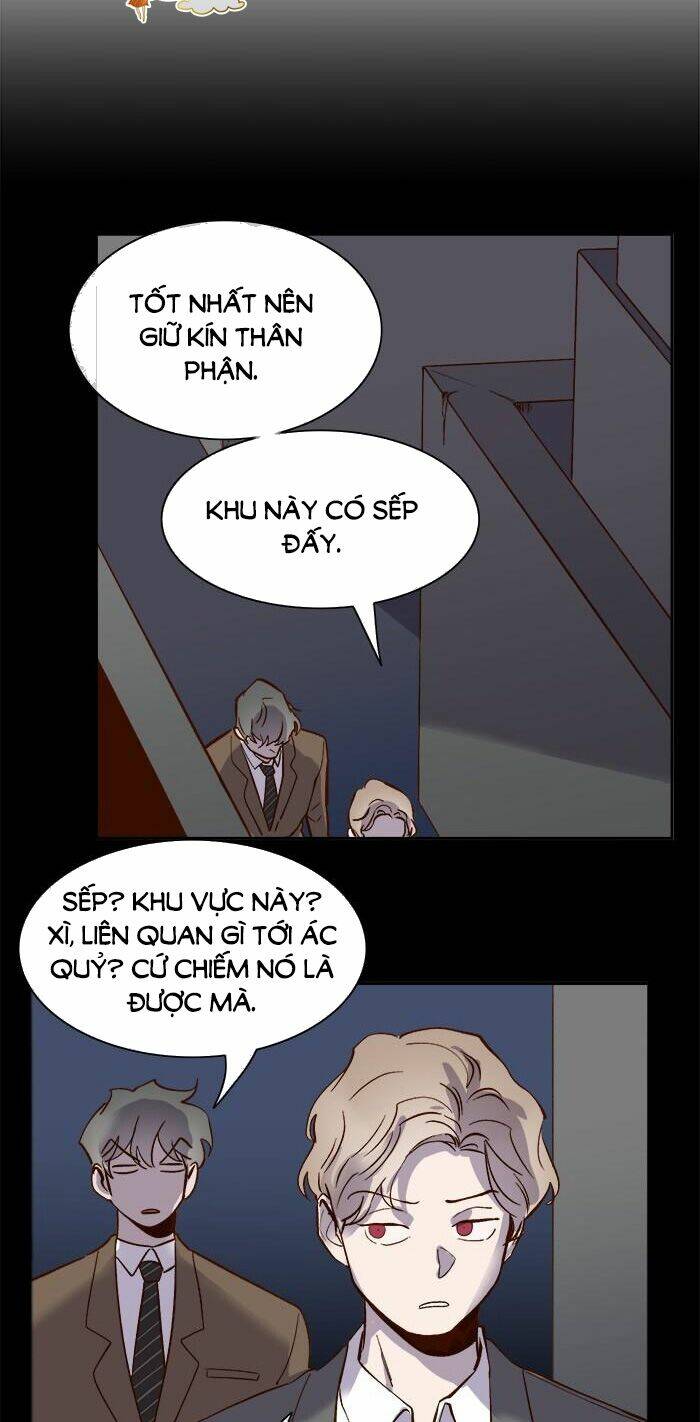 TỐT NHẤT NÊN
GIỮ KÍN THÂN
PHẬN.
KHU NÀY CÓ SẾP
ĐẤY.
SẾP? KHU VỰC NÀY?
XÌ, LIÊN QUAN GÌ TỚI ÁC
QUỶ? CỨ CHIẾM NÓ LÀ
ĐƯỢC MÀ.